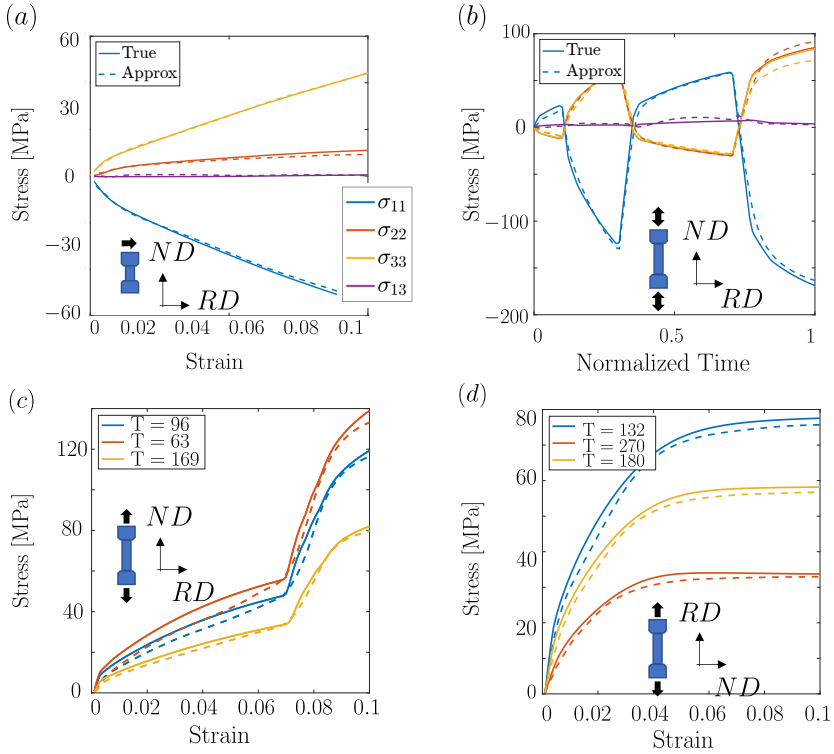 (a)
60
30
0
−30
−60
Stress [MPa]
True
Approx
σ11
σ22
σ33
σ13
ND
RD
0 0.02 0.06 0.1
Strain
(b)
100
0
−100
−200
Stress [MPa]
True
Approx
ND
RD
0 0.5 1
Normalized Time
(c)
120
80
40
0
Stress [MPa]
T = 96
T = 63
T = 169
ND
RD
0 0.02 0.04 0.06 0.08 0.1
Strain
(d)
80
60
40
20
0
Stress [MPa]
T = 132
T = 270
T = 180
RD
ND
0 0.02 0.04 0.06 0.08 0.1
Strain